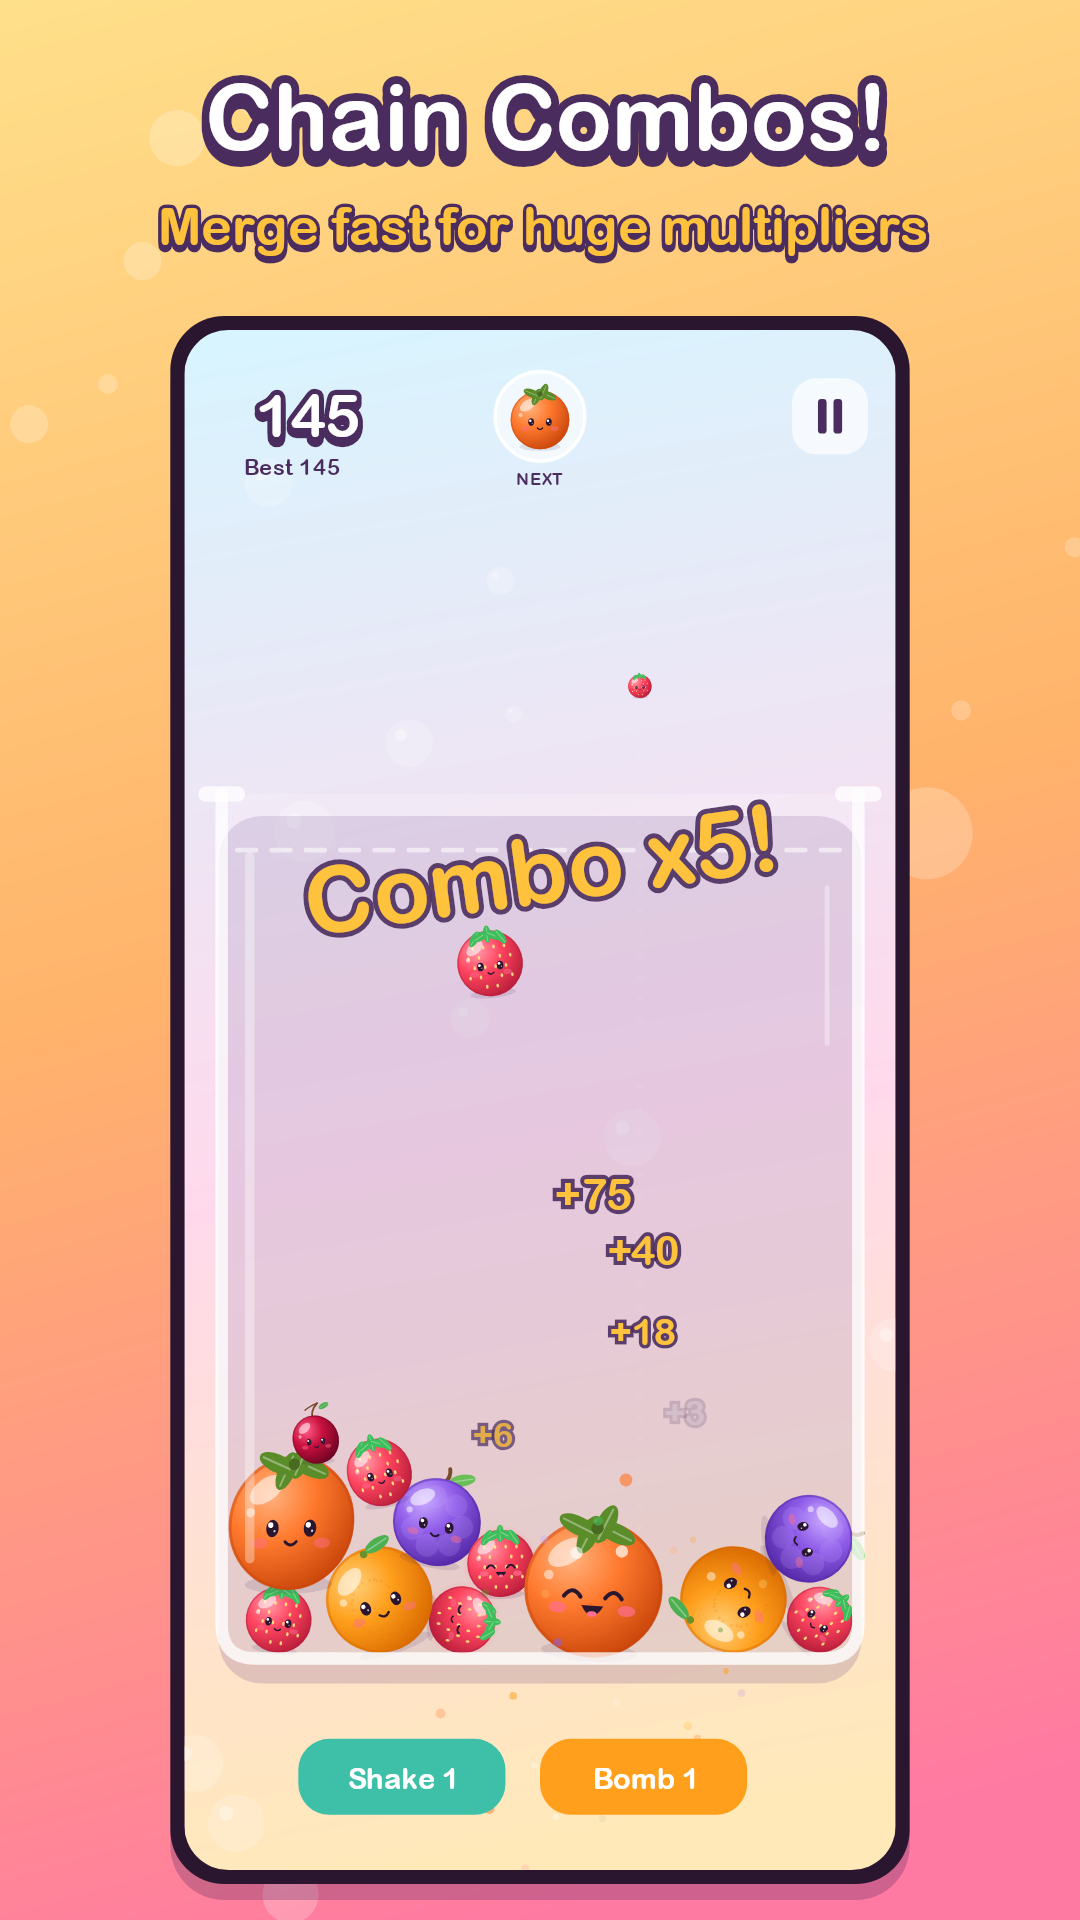 Chain Combos!
Merge fast for huge multipliers
145
Best 145
NEXT
Combo x5!
+75
+40
+18
+3
+6
Shake 1
Bomb 1